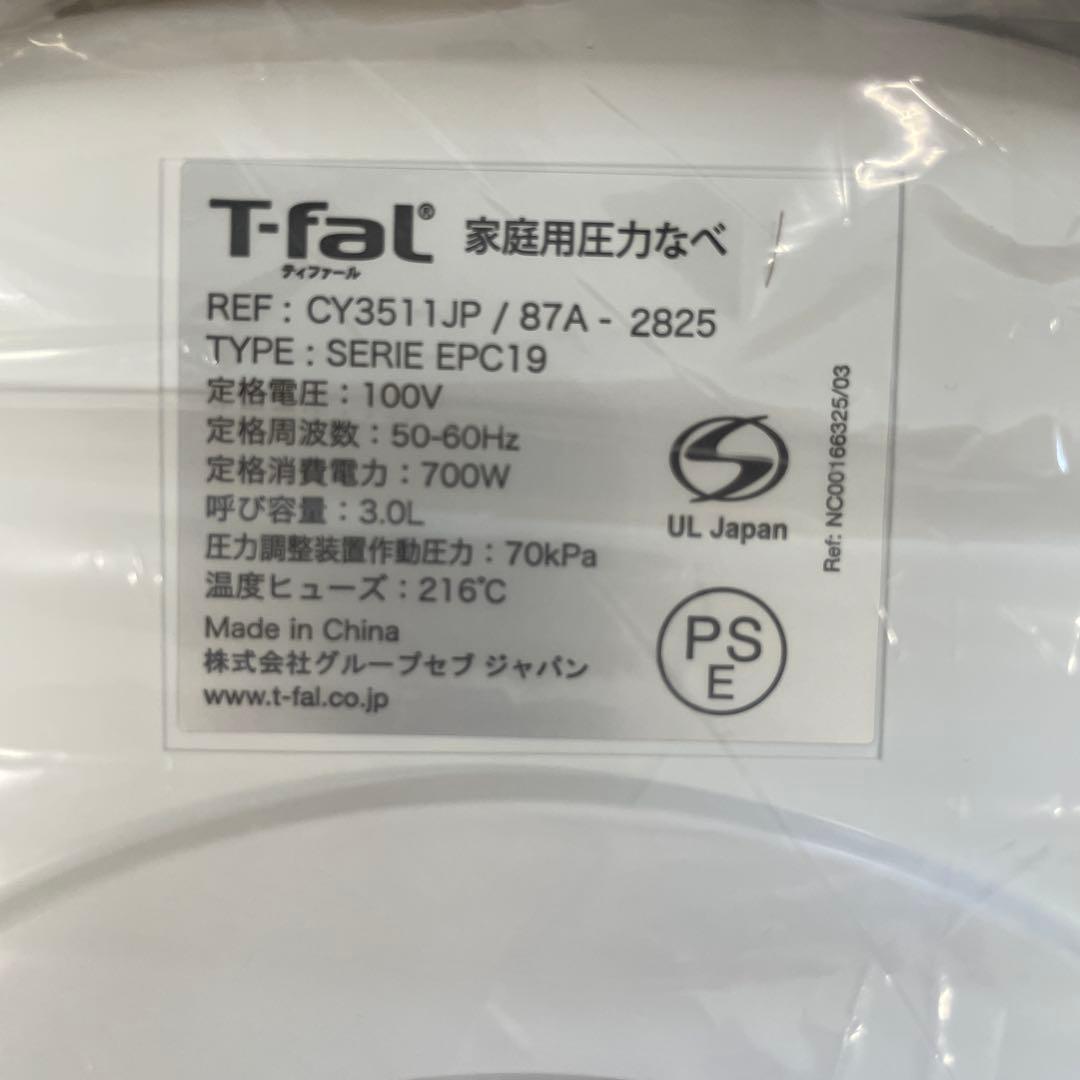 T-fal® 家庭用圧力なべ
ティファール
REF : CY3511JP / 87A - 2825
TYPE : SERIE EPC19
定格電圧：100V
定格周波数：50-60Hz
定格消費電力：700W
呼び容量：3.0L
圧力調整装置作動圧力：70kPa
温度ヒューズ：216℃
Made in China
株式会社グループセブ ジャパン
www.t-fal.co.jp
S
UL Japan
PS
E
Ref: NC00166325/03